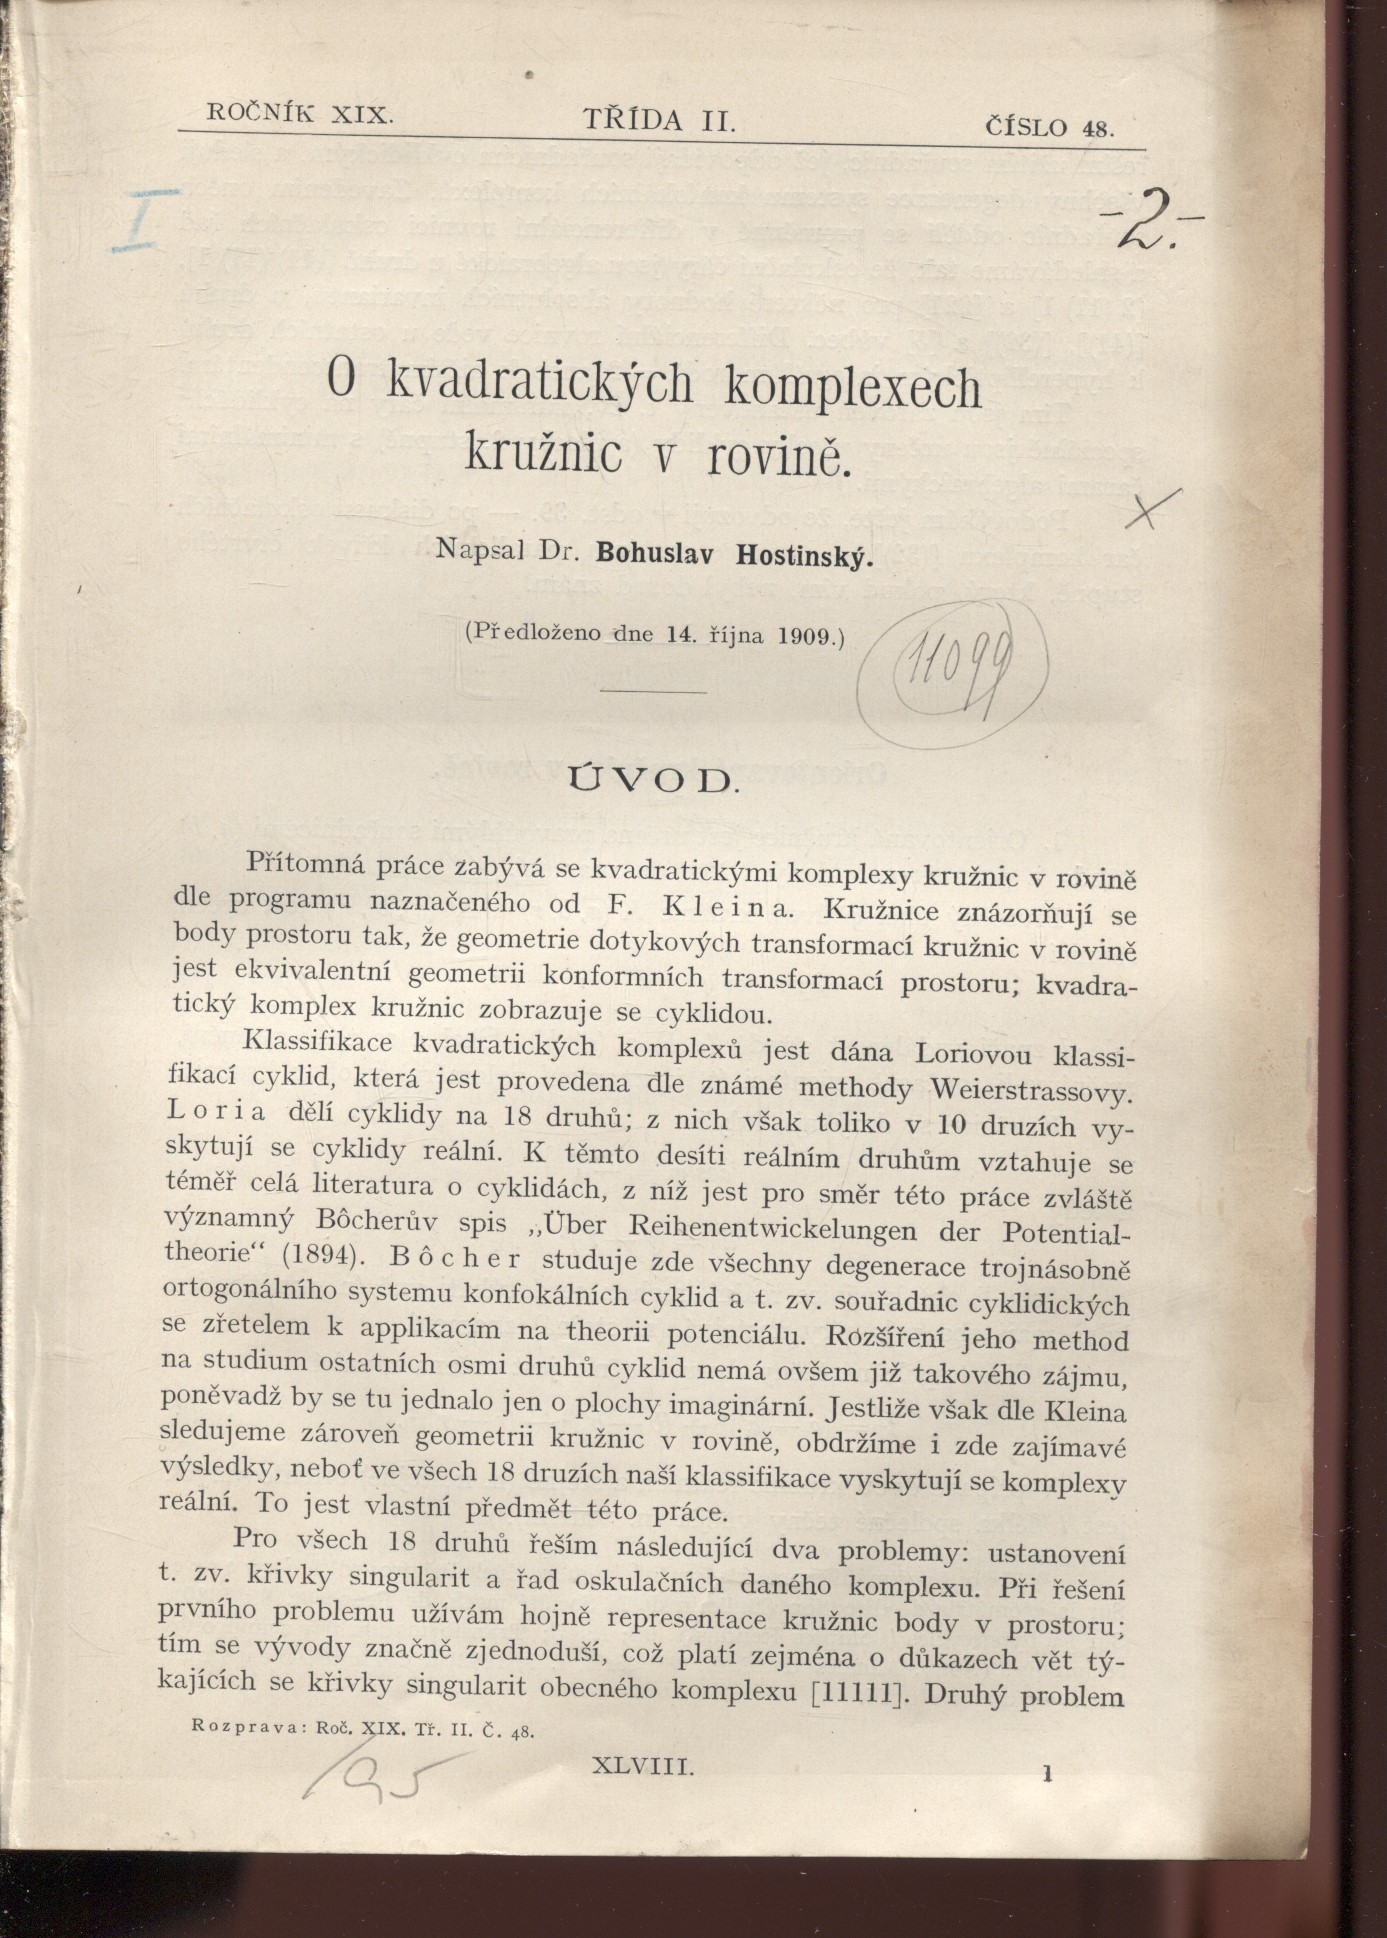 ROČNÍK XIX. TŘÍDA II. ČÍSLO 48.
I
-2.-
O kvadratických komplexech
kružnic v rovině.
Napsal Dr. Bohuslav Hostinský.
(Předloženo dne 14. října 1909.)
11099
ÚVOD.
Přítomná práce zabývá se kvadratickými komplexy kružnic v rovině
dle programu naznačeného od F. Kleina. Kružnice znázorňují se
body prostoru tak, že geometrie dotykových transformací kružnic v rovině
jest ekvivalentní geometrii konformních transformací prostoru; kvadra-
tický komplex kružnic zobrazuje se cyklidou.
Klassifikace kvadratických komplexů jest dána Loriovou klassi-
fikací cyklid, která jest provedena dle známé methody Weierstrassovy.
Loria dělí cyklidy na 18 druhů; z nich však toliko v 10 druzích vy-
skytují se cyklidy reální. K těmto desíti reálním druhům vztahuje se
téměř celá literatura o cyklidách, z níž jest pro směr této práce zvláště
významný Bôcherův spis „Über Reihenentwickelungen der Potential-
theorie“ (1894). Bôcher studuje zde všechny degenerace trojnásobně
ortogonálního systemu konfokálních cyklid a t. zv. souřadnic cyklidických
se zřetelem k applikacím na theorii potenciálu. Rozšíření jeho method
na studium ostatních osmi druhů cyklid nemá ovšem již takového zájmu,
poněvadž by se tu jednalo jen o plochy imaginární. Jestliže však dle Kleina
sledujeme zároveň geometrii kružnic v rovině, obdržíme i zde zajímavé
výsledky, neboť ve všech 18 druzích naší klassifikace vyskytují se komplexy
reální. To jest vlastní předmět této práce.
Pro všech 18 druhů řeším následující dva problemy: ustanovení
t. zv. křivky singularit a řad oskulačních daného komplexu. Při řešení
prvního problemu užívám hojně representace kružnic body v prostoru;
tím se vývody značně zjednoduší, což platí zejména o důkazech vět tý-
kajících se křivky singularit obecného komplexu [11111]. Druhý problem
Rozprava: Roč. XIX. Tř. II. Č. 48.
XLVIII. 1